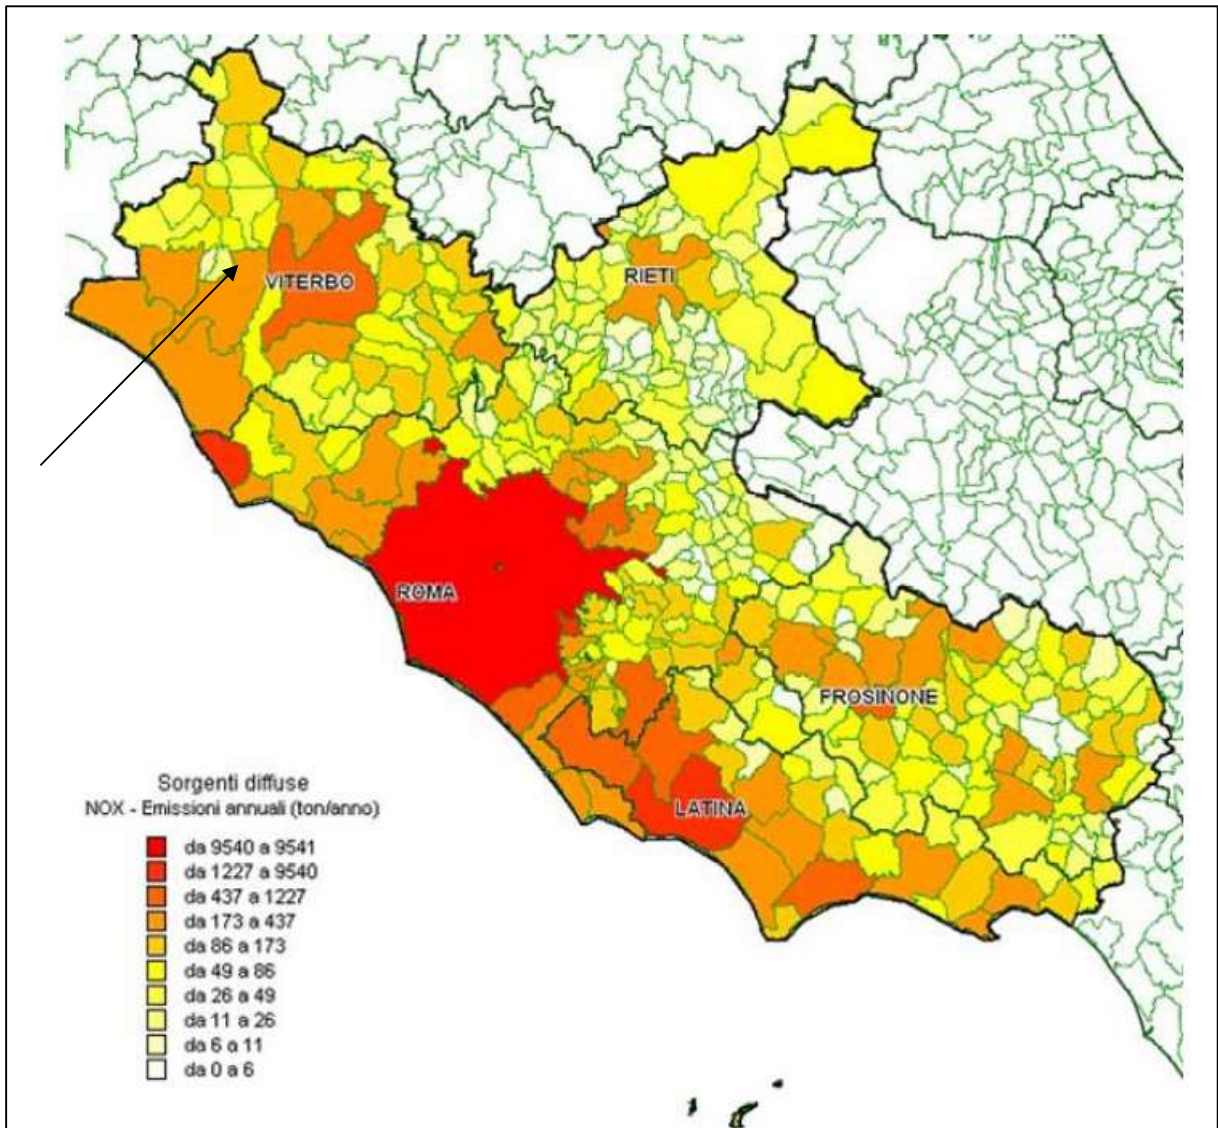 VITERBO
RIETI
ROMA
FROSINONE
LATINA
Sorgenti diffuse
NOX - Emissioni annuali (ton/anno)
da 9540 a 9541
da 1227 a 9540
da 437 a 1227
da 173 a 437
da 86 a 173
da 49 a 86
da 26 a 49
da 11 a 26
da 6 a 11
da 0 a 6